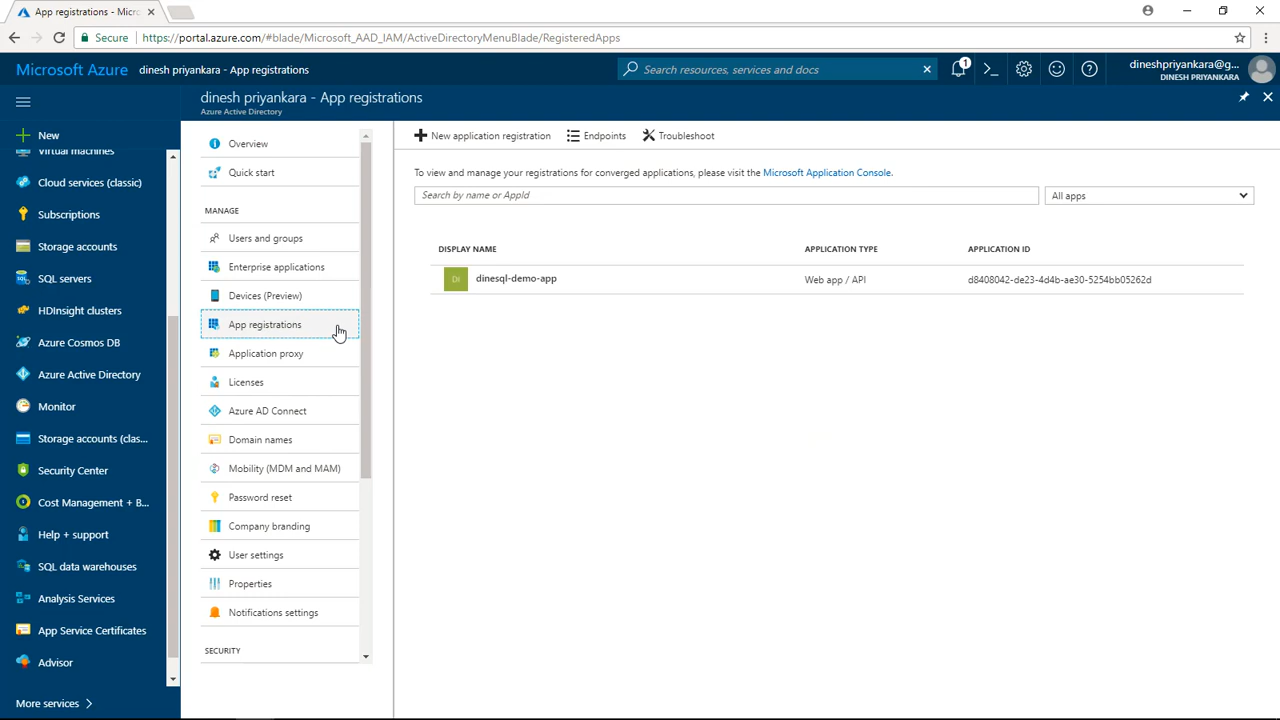 App registrations - Micr
Secure
https://portal.azure.com/#blade/Microsoft_AAD_IAM/ActiveDirectoryMenuBlade/RegisteredApps
Microsoft Azure
dinesh priyankara - App registrations
Search resources, services and docs
1
dineshpriyankara@g...
DINESH PRIYANKARA
dinesh priyankara - App registrations
Azure Active Directory
New
Virtual machines
Cloud services (classic)
Subscriptions
Storage accounts
SQL servers
HDInsight clusters
Azure Cosmos DB
Azure Active Directory
Monitor
Storage accounts (clas...
Security Center
Cost Management + B...
Help + support
SQL data warehouses
Analysis Services
App Service Certificates
Advisor
More services
Overview
Quick start
MANAGE
Users and groups
Enterprise applications
Devices (Preview)
App registrations
Application proxy
Licenses
Azure AD Connect
Domain names
Mobility (MDM and MAM)
Password reset
Company branding
User settings
Properties
Notifications settings
SECURITY
New application registration
Endpoints
Troubleshoot
To view and manage your registrations for converged applications, please visit the Microsoft Application Console.
Search by name or AppId
All apps
DISPLAY NAME
APPLICATION TYPE
APPLICATION ID
DI
dinesql-demo-app
Web app / API
d8408042-de23-4d4b-ae30-5254bb05262d